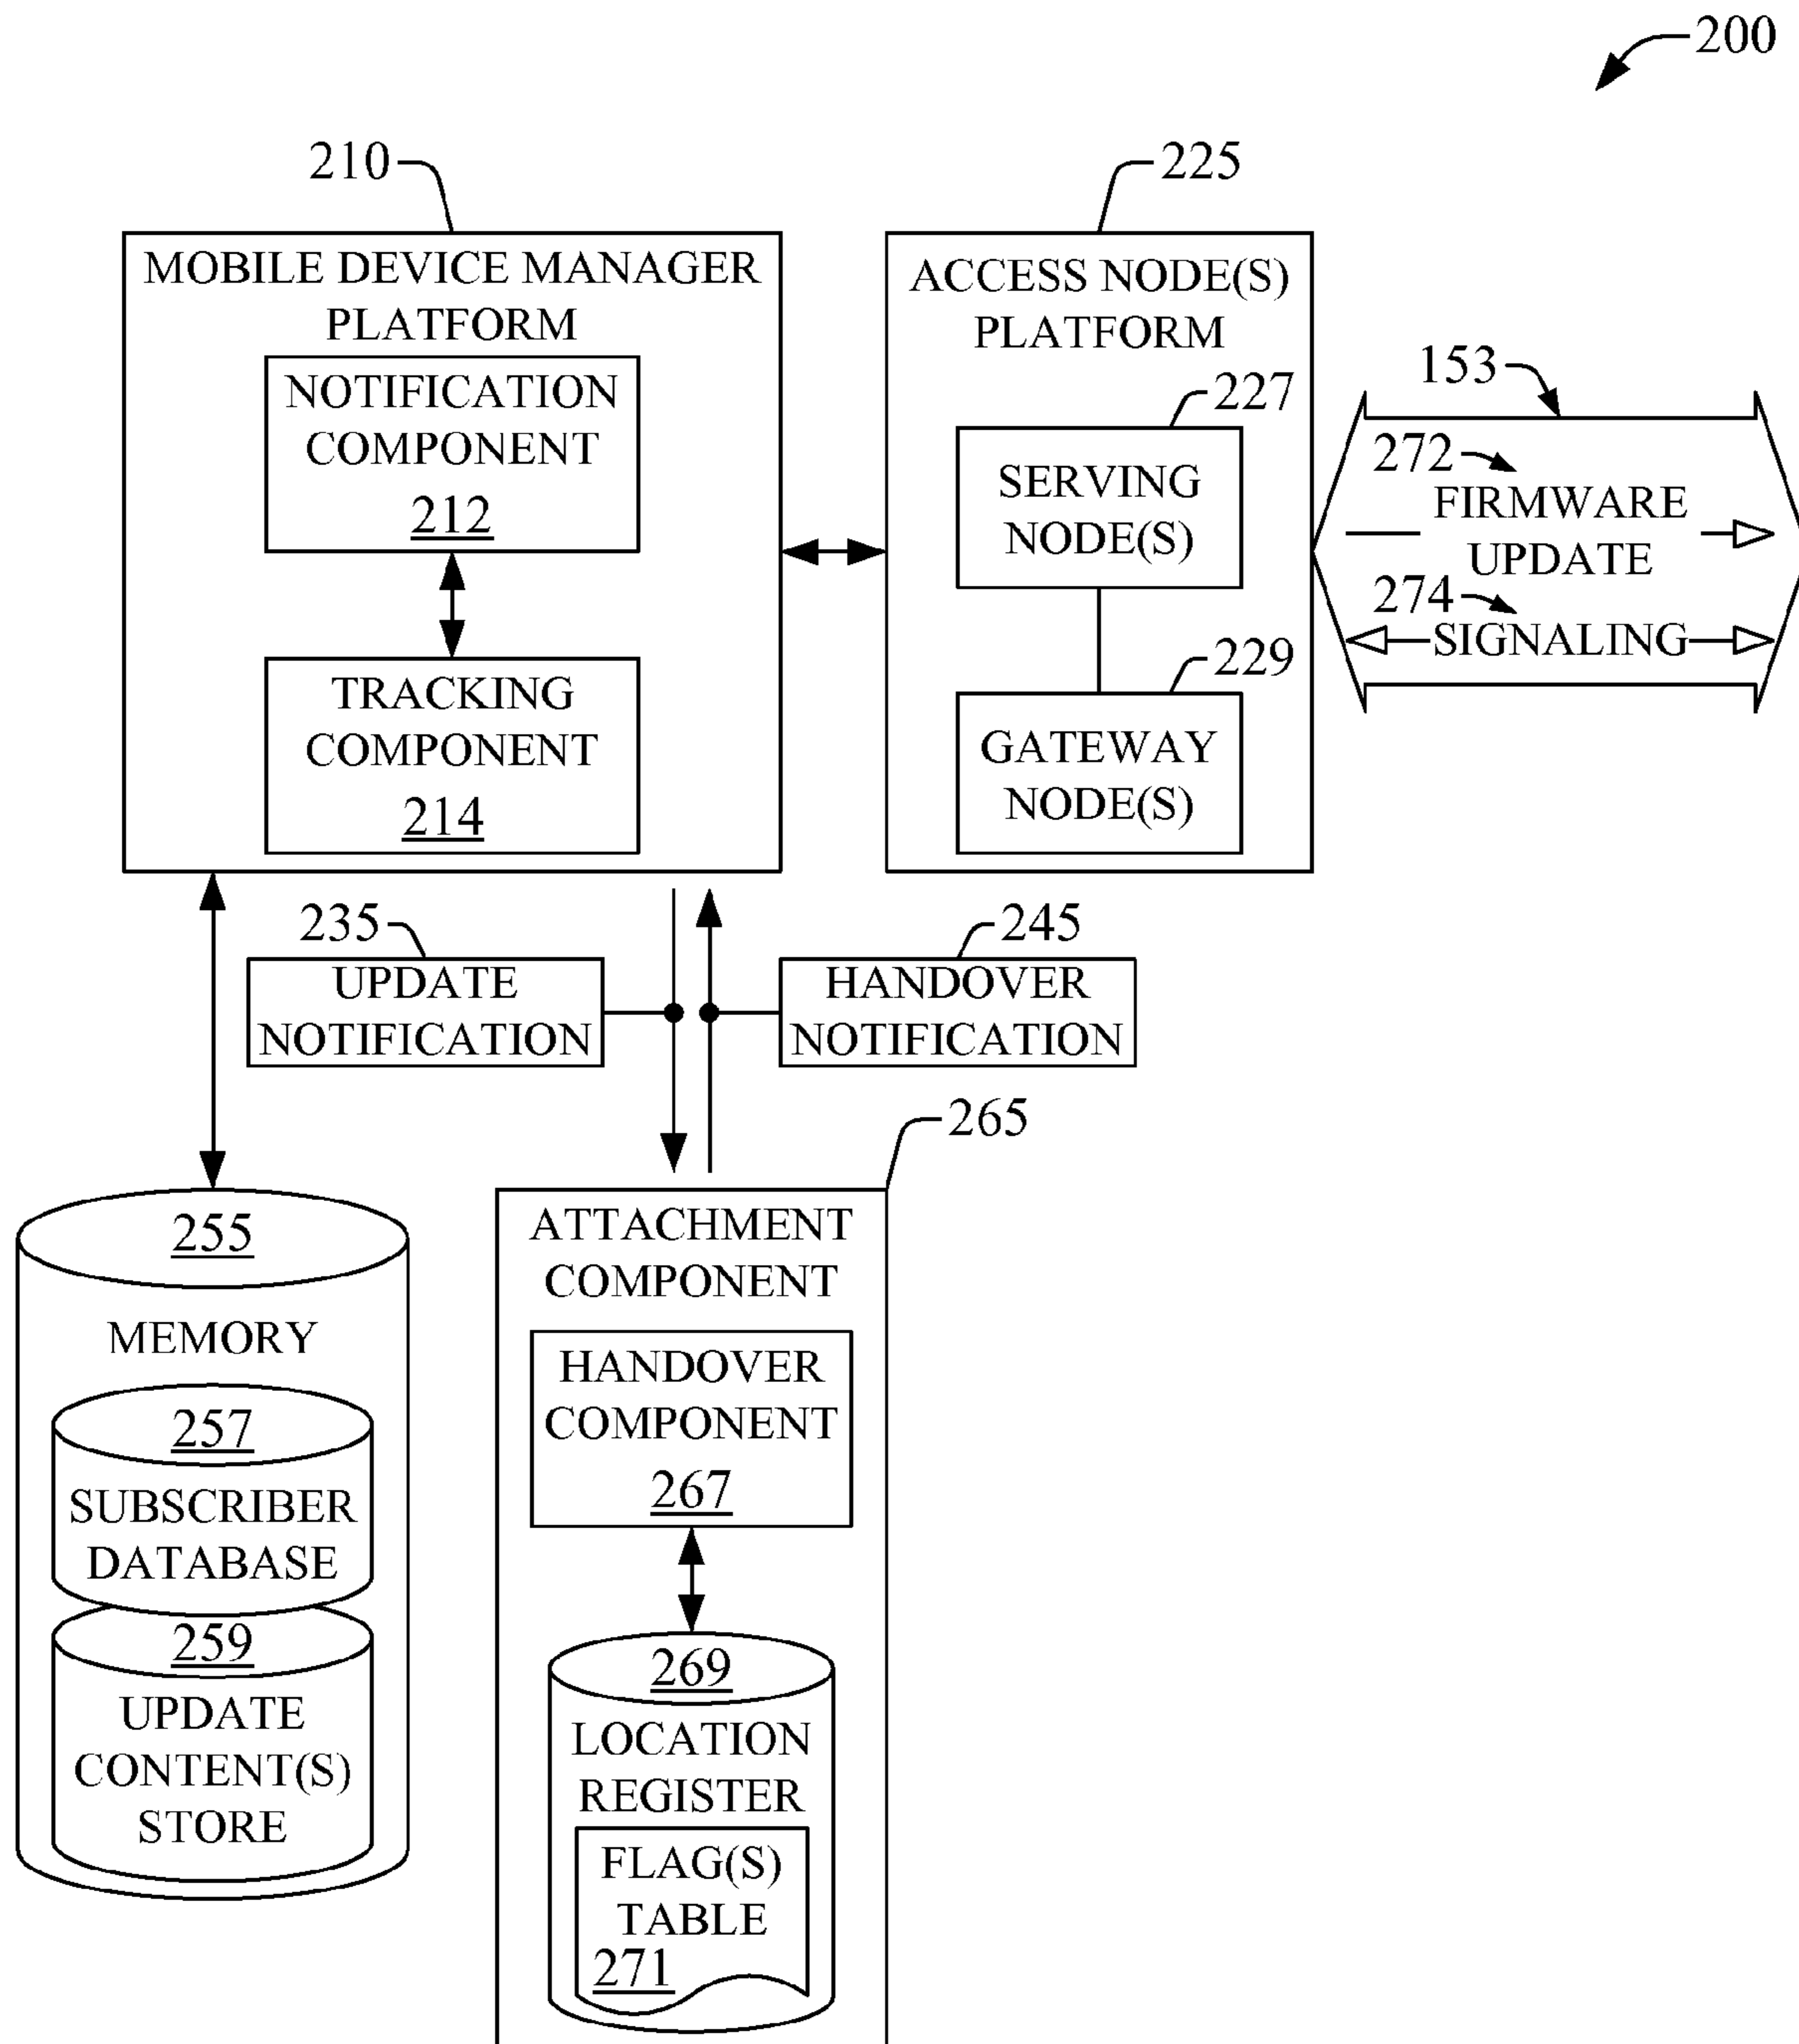 200
210
225
MOBILE DEVICE MANAGER
PLATFORM
NOTIFICATION
COMPONENT
212
TRACKING
COMPONENT
214
ACCESS NODE(S)
PLATFORM
227
SERVING
NODE(S)
229
GATEWAY
NODE(S)
153
272
FIRMWARE
UPDATE
274
SIGNALING
235
UPDATE
NOTIFICATION
245
HANDOVER
NOTIFICATION
265
255
MEMORY
257
SUBSCRIBER
DATABASE
259
UPDATE
CONTENT(S)
STORE
ATTACHMENT
COMPONENT
HANDOVER
COMPONENT
267
269
LOCATION
REGISTER
FLAG(S)
TABLE
271